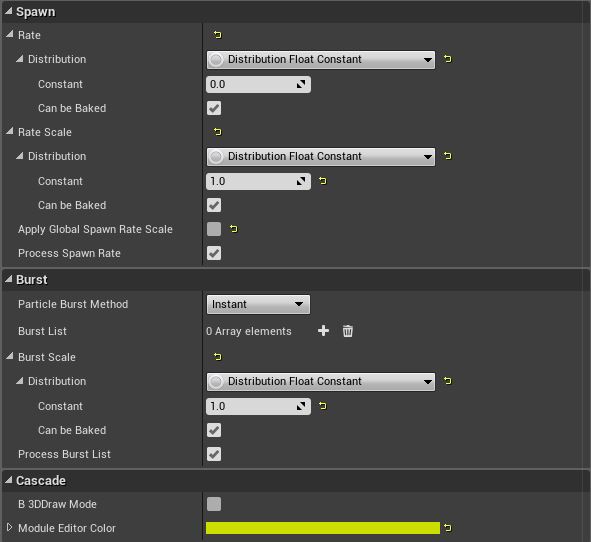 Spawn
Rate
Distribution Distribution Float Constant
Constant 0.0
Can be Baked
Rate Scale
Distribution Distribution Float Constant
Constant 1.0
Can be Baked
Apply Global Spawn Rate Scale
Process Spawn Rate
Burst
Particle Burst Method Instant
Burst List 0 Array elements
Burst Scale
Distribution Distribution Float Constant
Constant 1.0
Can be Baked
Process Burst List
Cascade
B 3DDraw Mode
Module Editor Color